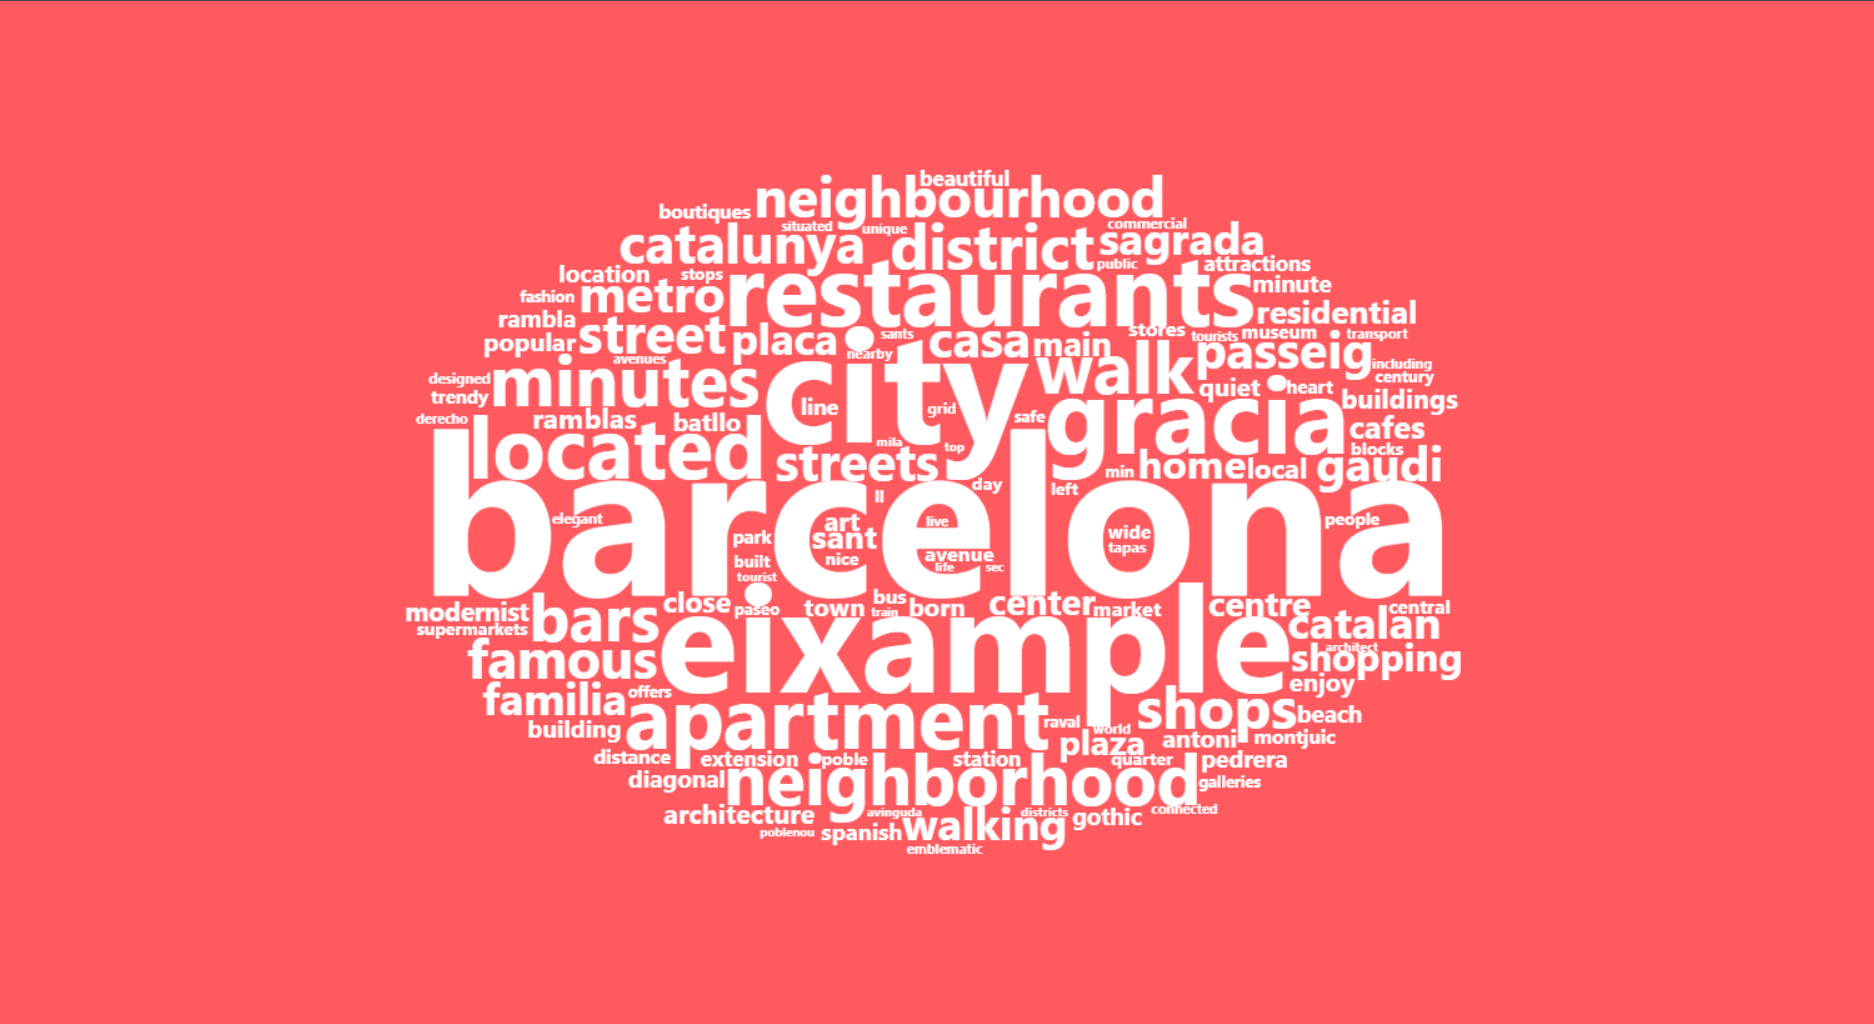 beautiful
neighbourhood
boutiques
situated
unique
commercial
catalunya
district
sagrada
public
attractions
location
stops
restaurants
minute
fashion
metro
residential
rambla
street
placa
sants
casa
main
stores
tourists
museum
transport
popular
avenues
nearby
city
walk
passeig
including
century
designed
minutes
trendy
quiet
heart
buildings
derecho
ramblas
batllo
line
grid
safe
gracia
cafes
located
mila
top
blocks
streets
min
home
local
gaudi
barcelona
day
left
ll
elegant
art
live
people
park
sant
wide
tapas
built
nice
avenue
life
sec
tourist
modernist
bars
close
paseo
town
bus
train
born
center
market
centre
central
supermarkets
eixample
catalan
famous
architect
shopping
familia
offers
enjoy
building
apartment
raval
world
shops
beach
plaza
antoni
montjuic
distance
extension
poble
station
quarter
pedrera
diagonal
neighborhood
galleries
architecture
avinguda
districts
gothic
connected
poblenou
spanish
walking
emblematic